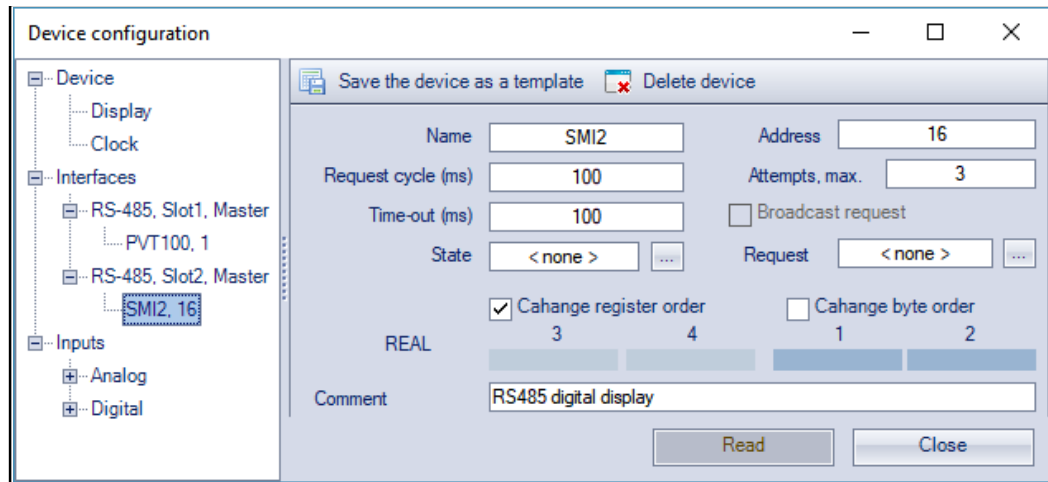 Device configuration
Device
Display
Clock
Interfaces
RS-485, Slot1, Master
PVT100, 1
RS-485, Slot2, Master
SMI2, 16
Inputs
Analog
Digital
Save the device as a template Delete device
Name SMI2 Address 16
Request cycle (ms) 100 Attempts, max. 3
Time-out (ms) 100 Broadcast request
State < none > ... Request < none > ...
Cahange register order Cahange byte order
REAL 3 4 1 2
Comment RS485 digital display
Read Close